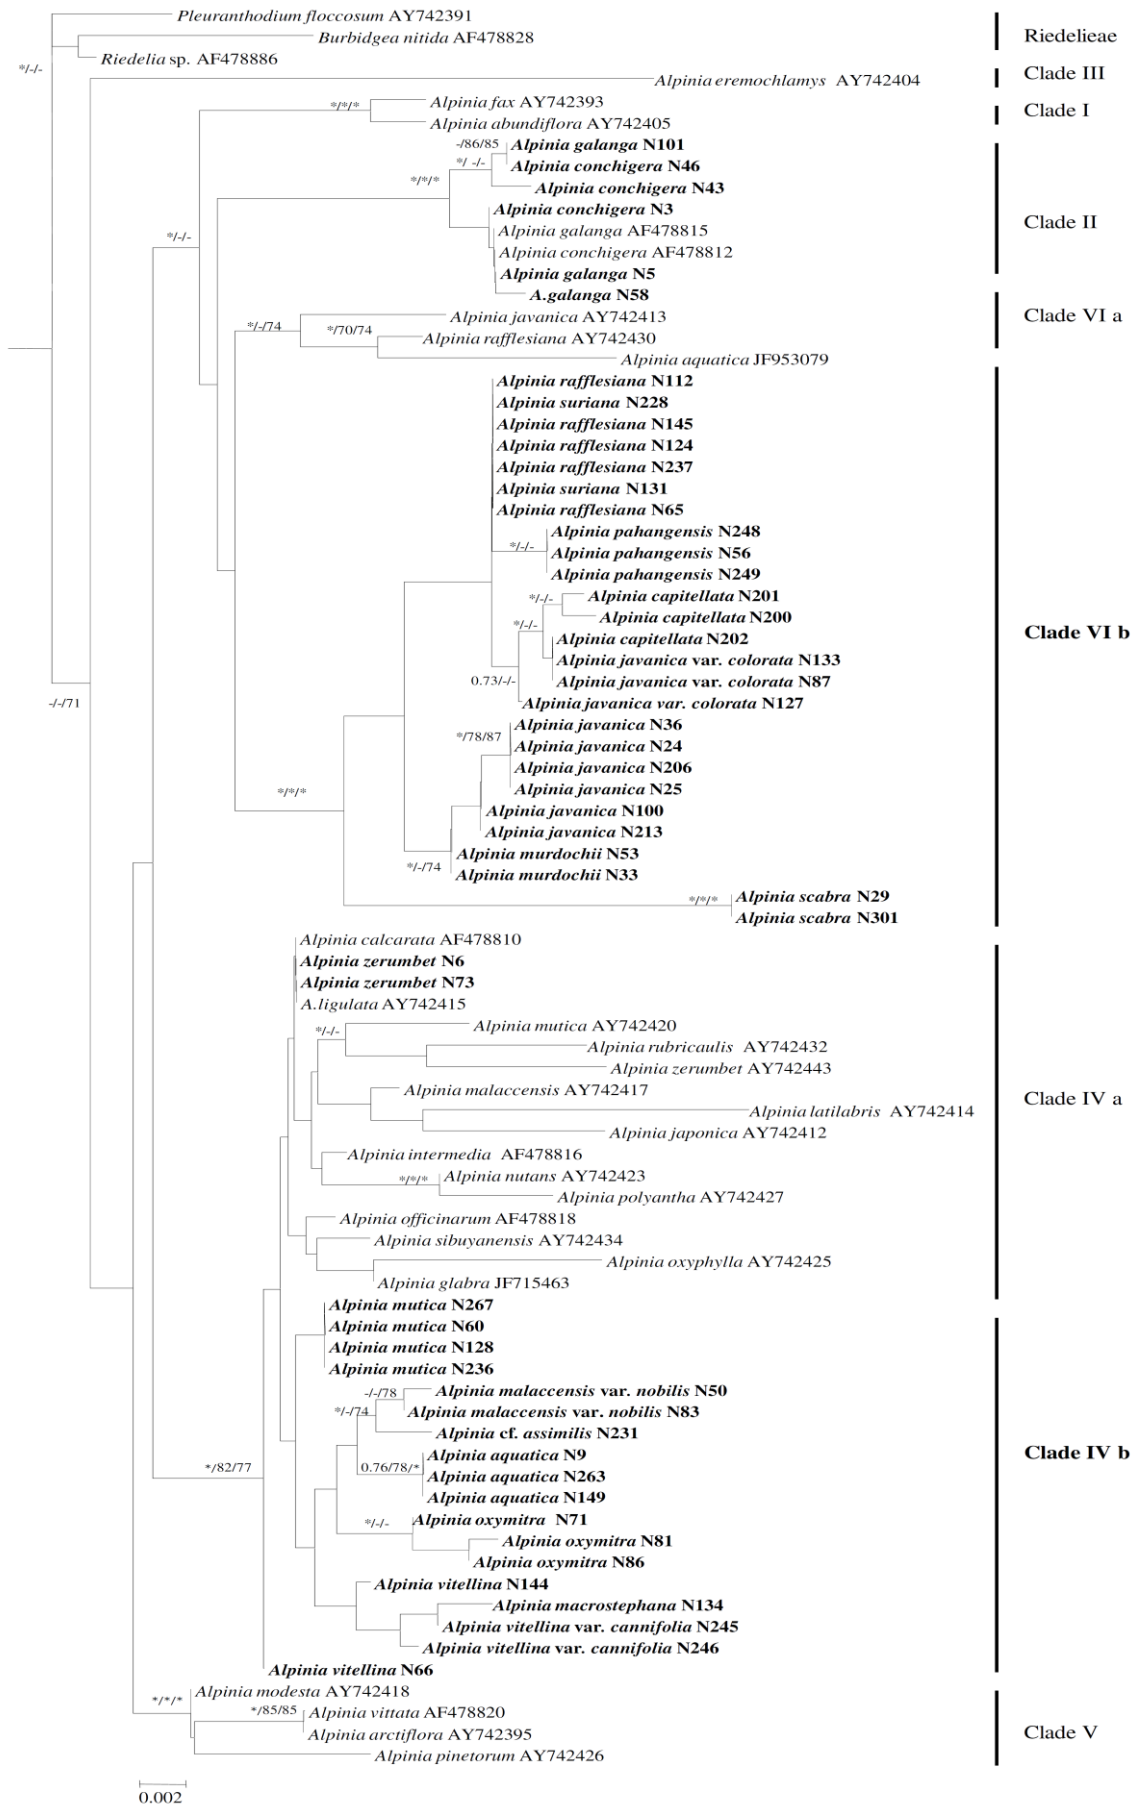 Pleuranthodium floccosum AY742391
Burbidgea nitida AF478828
Riedelieae
Riedelia sp. AF478886
*/-/-
Clade III
Alpinia eremochlamys AY742404
Alpinia fax AY742393
*/*/*
Clade I
Alpinia abundiflora AY742405
-/86/85
Alpinia galanga N101
*/ -/-
Alpinia conchigera N46
*/*/*
Alpinia conchigera N43
Alpinia conchigera N3
Clade II
Alpinia galanga AF478815
*/-/-
Alpinia conchigera AF478812
Alpinia galanga N5
A.galanga N58
Alpinia javanica AY742413
Clade VI a
*/-/74
*/70/74
Alpinia rafflesiana AY742430
Alpinia aquatica JF953079
Alpinia rafflesiana N112
Alpinia suriana N228
Alpinia rafflesiana N145
Alpinia rafflesiana N124
Alpinia rafflesiana N237
Alpinia suriana N131
Alpinia rafflesiana N65
Alpinia pahangensis N248
*/-/-
Alpinia pahangensis N56
Alpinia pahangensis N249
*/-/-
Alpinia capitellata N201
Alpinia capitellata N200
*/-/-
Clade VI b
Alpinia capitellata N202
Alpinia javanica var. colorata N133
0.73/-/-
Alpinia javanica var. colorata N87
-/-/71
Alpinia javanica var. colorata N127
Alpinia javanica N36
*/78/87
Alpinia javanica N24
Alpinia javanica N206
*/*/*
Alpinia javanica N25
Alpinia javanica N100
Alpinia javanica N213
Alpinia murdochii N53
*/-/74
Alpinia murdochii N33
*/*/*
Alpinia scabra N29
Alpinia scabra N301
Alpinia calcarata AF478810
Alpinia zerumbet N6
Alpinia zerumbet N73
A.ligulata AY742415
*/-/-
Alpinia mutica AY742420
Alpinia rubricaulis AY742432
Alpinia zerumbet AY742443
Alpinia malaccensis AY742417
Clade IV a
Alpinia latilabris AY742414
Alpinia japonica AY742412
Alpinia intermedia AF478816
*/*/*
Alpinia nutans AY742423
Alpinia polyantha AY742427
Alpinia officinarum AF478818
Alpinia sibuyanensis AY742434
Alpinia oxyphylla AY742425
Alpinia glabra JF715463
Alpinia mutica N267
Alpinia mutica N60
Alpinia mutica N128
Alpinia mutica N236
-/-/78
Alpinia malaccensis var. nobilis N50
*/-/74
Alpinia malaccensis var. nobilis N83
Alpinia cf. assimilis N231
Clade IV b
Alpinia aquatica N9
*/82/77
0.76/78/*
Alpinia aquatica N263
Alpinia aquatica N149
*/-/-
Alpinia oxymitra N71
Alpinia oxymitra N81
Alpinia oxymitra N86
Alpinia vitellina N144
Alpinia macrostephana N134
Alpinia vitellina var. cannifolia N245
Alpinia vitellina var. cannifolia N246
Alpinia vitellina N66
Alpinia modesta AY742418
*/*/*
*/85/85
Alpinia vittata AF478820
Clade V
Alpinia arctiflora AY742395
Alpinia pinetorum AY742426
0.002